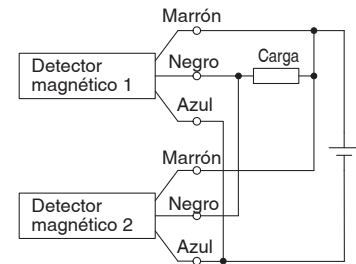 Marrón
Detector
magnético 1
Negro
Carga
Azul
Marrón
Detector
magnético 2
Negro
Azul